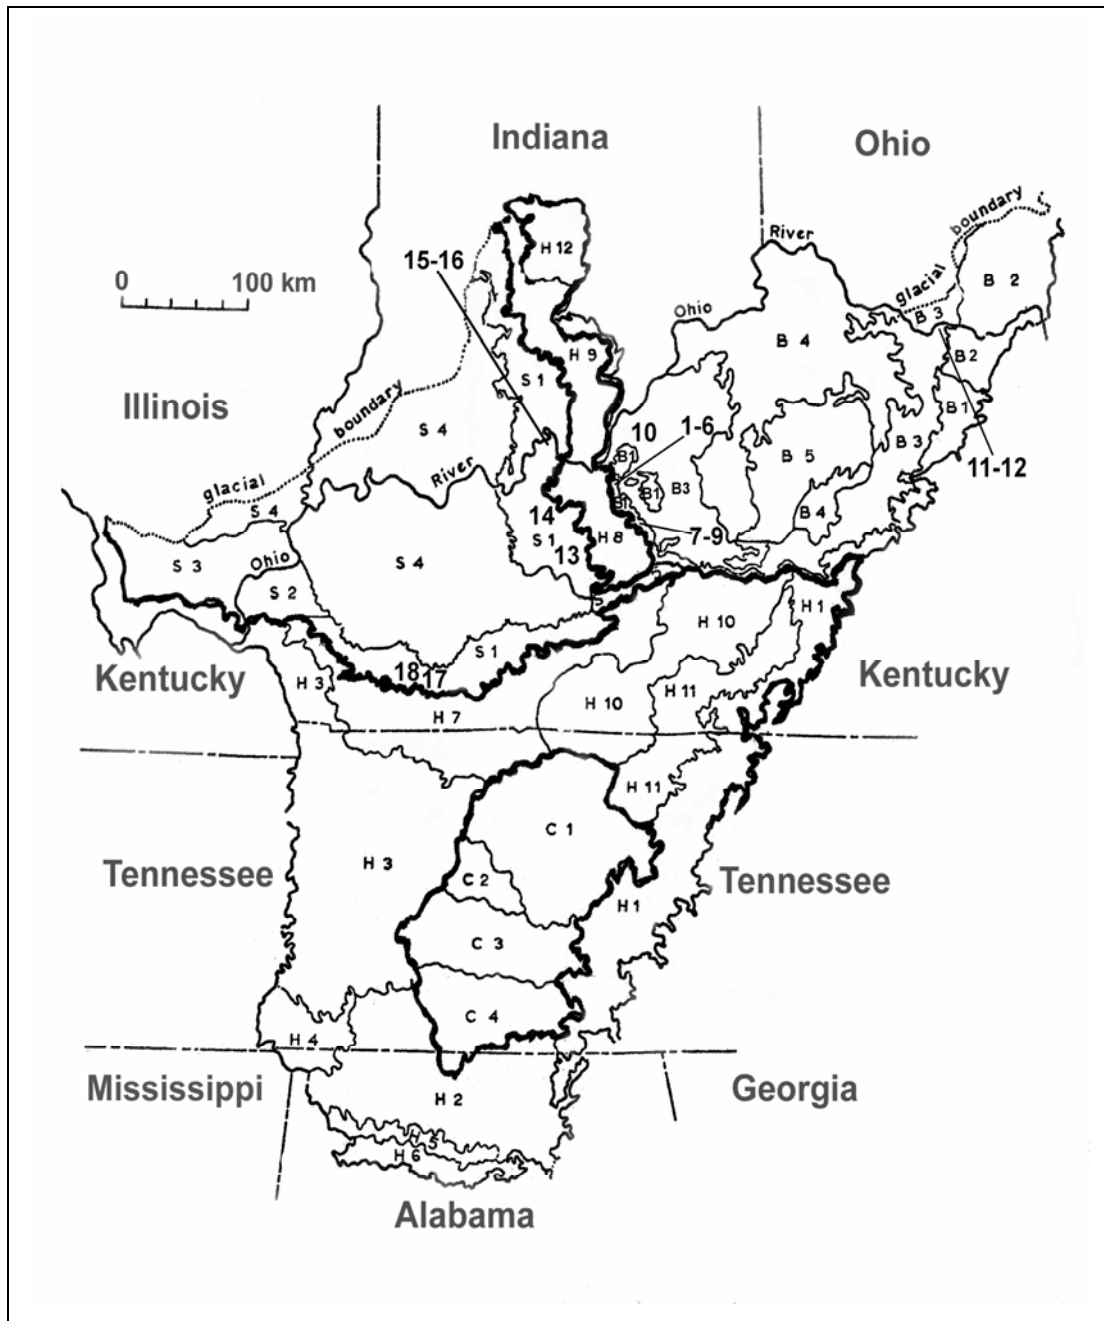 Indiana
Ohio
boundary
River
15-16
H 12
0
100 km
glacial
B 2
Ohio
B 3
B 4
H 9
B 2
S 1
Illinois
boundary
B 1
S 4
10
1-6
B 3
B1
B 5
River
11-12
glacial
B1
B3
S 4
B1
B 4
14
7-9
S 1
13
H 8
Ohio
S 3
S 4
S 2
H 1
H 10
S 1
Kentucky
18
17
Kentucky
H 3
H 11
H 10
H 7
H 11
C 1
H 3
Tennessee
C 2
Tennessee
H 1
C 3
C 4
H 4
Mississippi
Georgia
H 2
H 5
H 6
Alabama